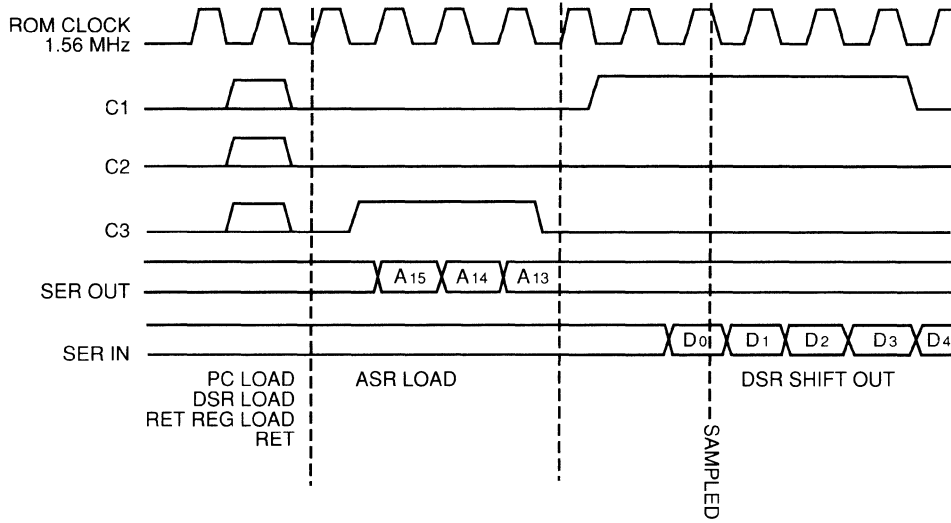 ROM CLOCK
1.56 MHz
C1
C2
C3
SER OUT
A15
A14
A13
SER IN
D0
D1
D2
D3
D4
PC LOAD
DSR LOAD
RET REG LOAD
RET
ASR LOAD
DSR SHIFT OUT
SAMPLED